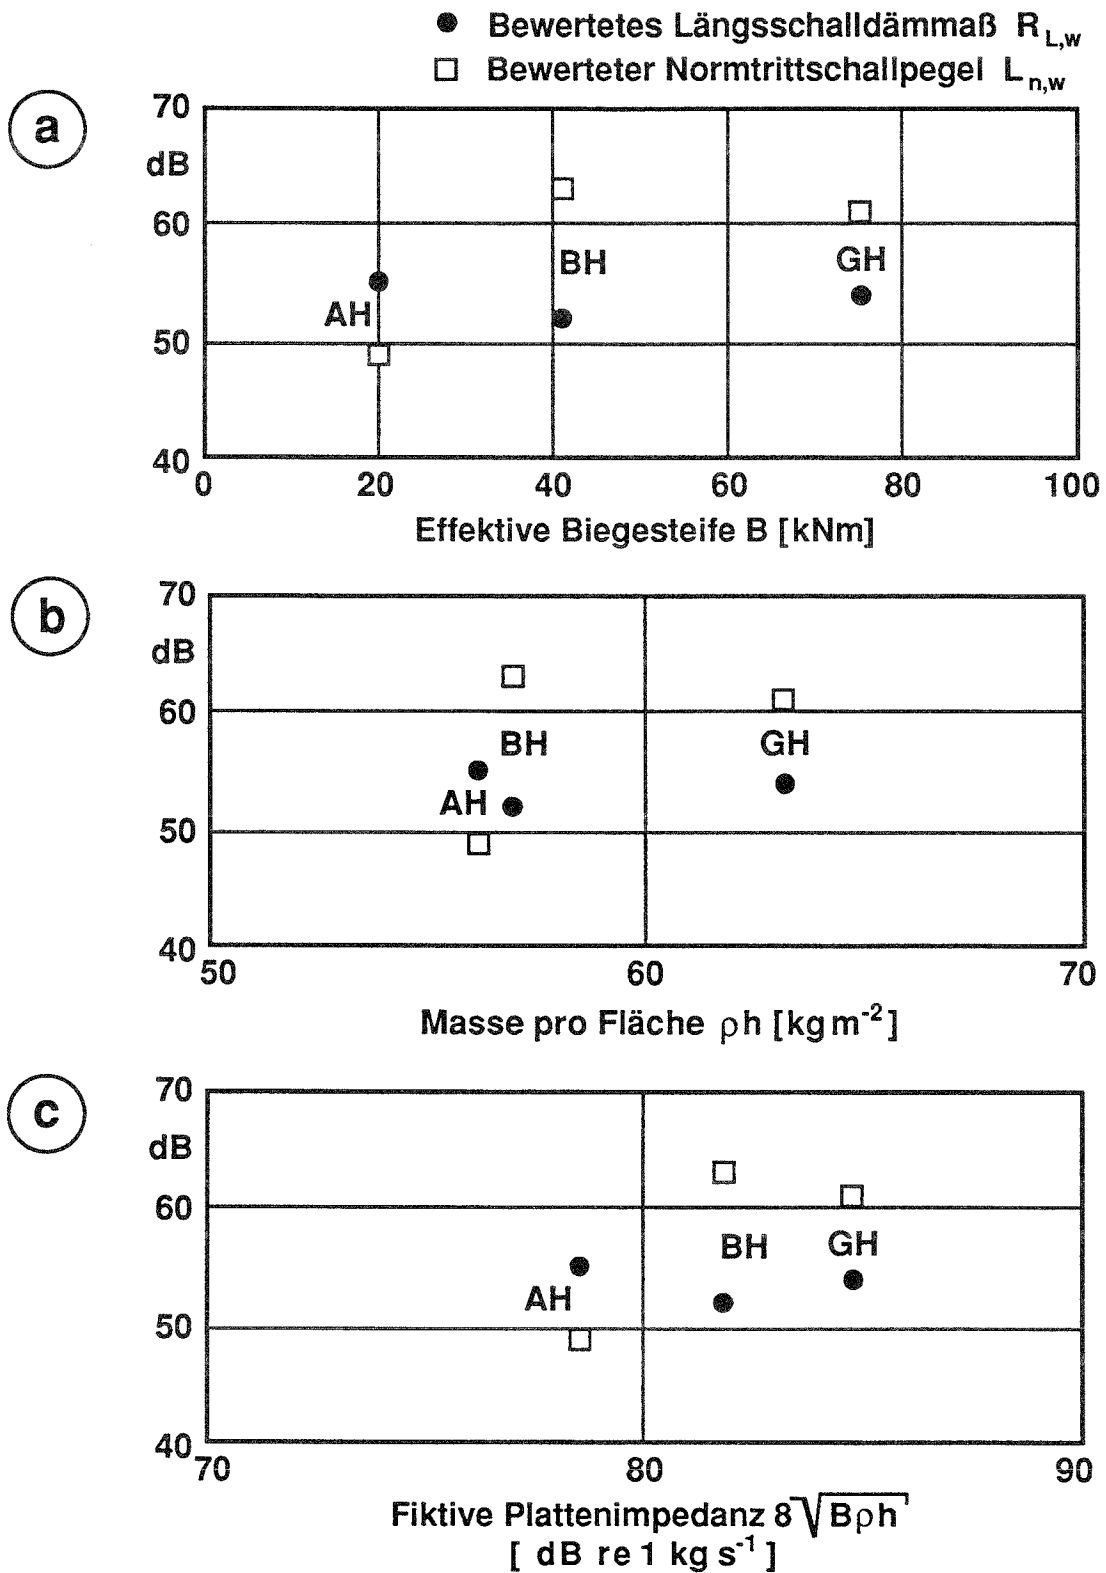 ● Bewertetes Längsschalldämmaß R L,w
□ Bewerteter Normtrittschallpegel L n,w
a
70
dB
60
50
40
BH
GH
AH
0 20 40 60 80 100
Effektive Biegesteife B [kNm]
b
70
dB
60
50
40
BH
GH
AH
50 60 70
Masse pro Fläche ρh [kg m⁻²]
c
70
dB
60
50
40
BH
GH
AH
70 80 90
Fiktive Plattenimpedanz 8√Bρh
[ dB re 1 kg s⁻¹ ]